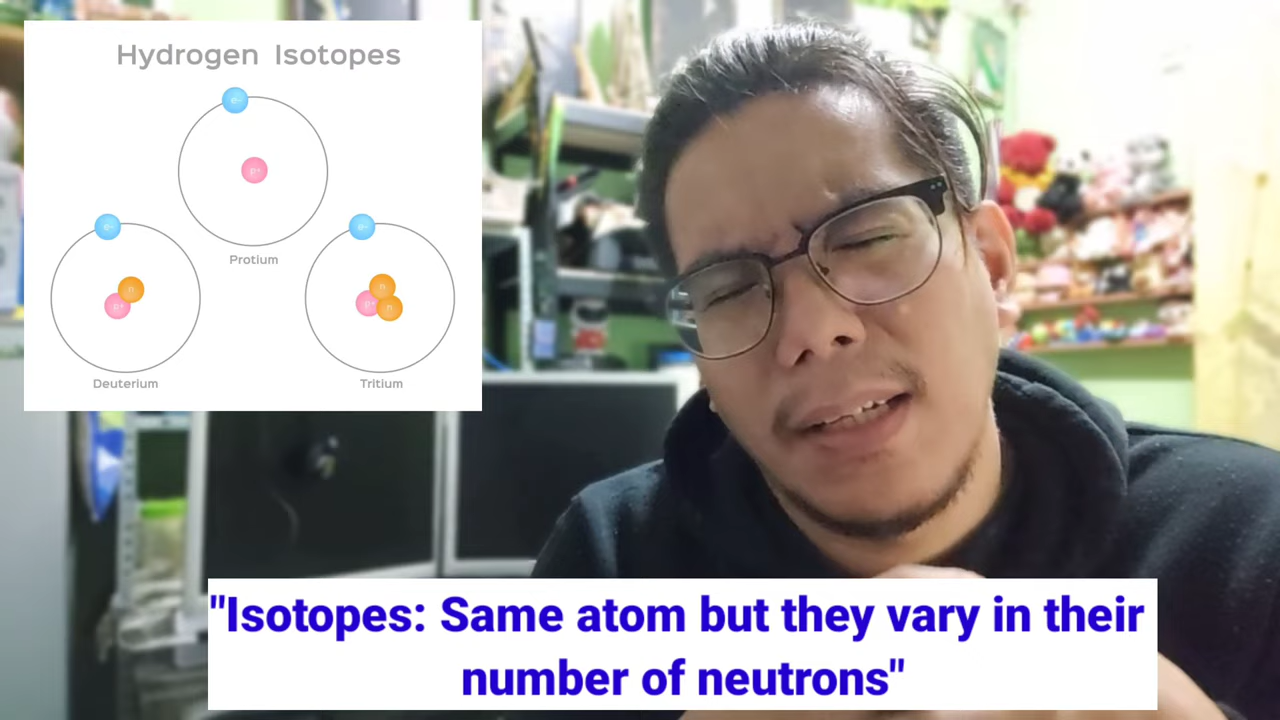 Hydrogen Isotopes
e-
p+
Protium
e-
n
p+
Deuterium
e-
n
p+
n
Tritium
"Isotopes: Same atom but they vary in their
number of neutrons"